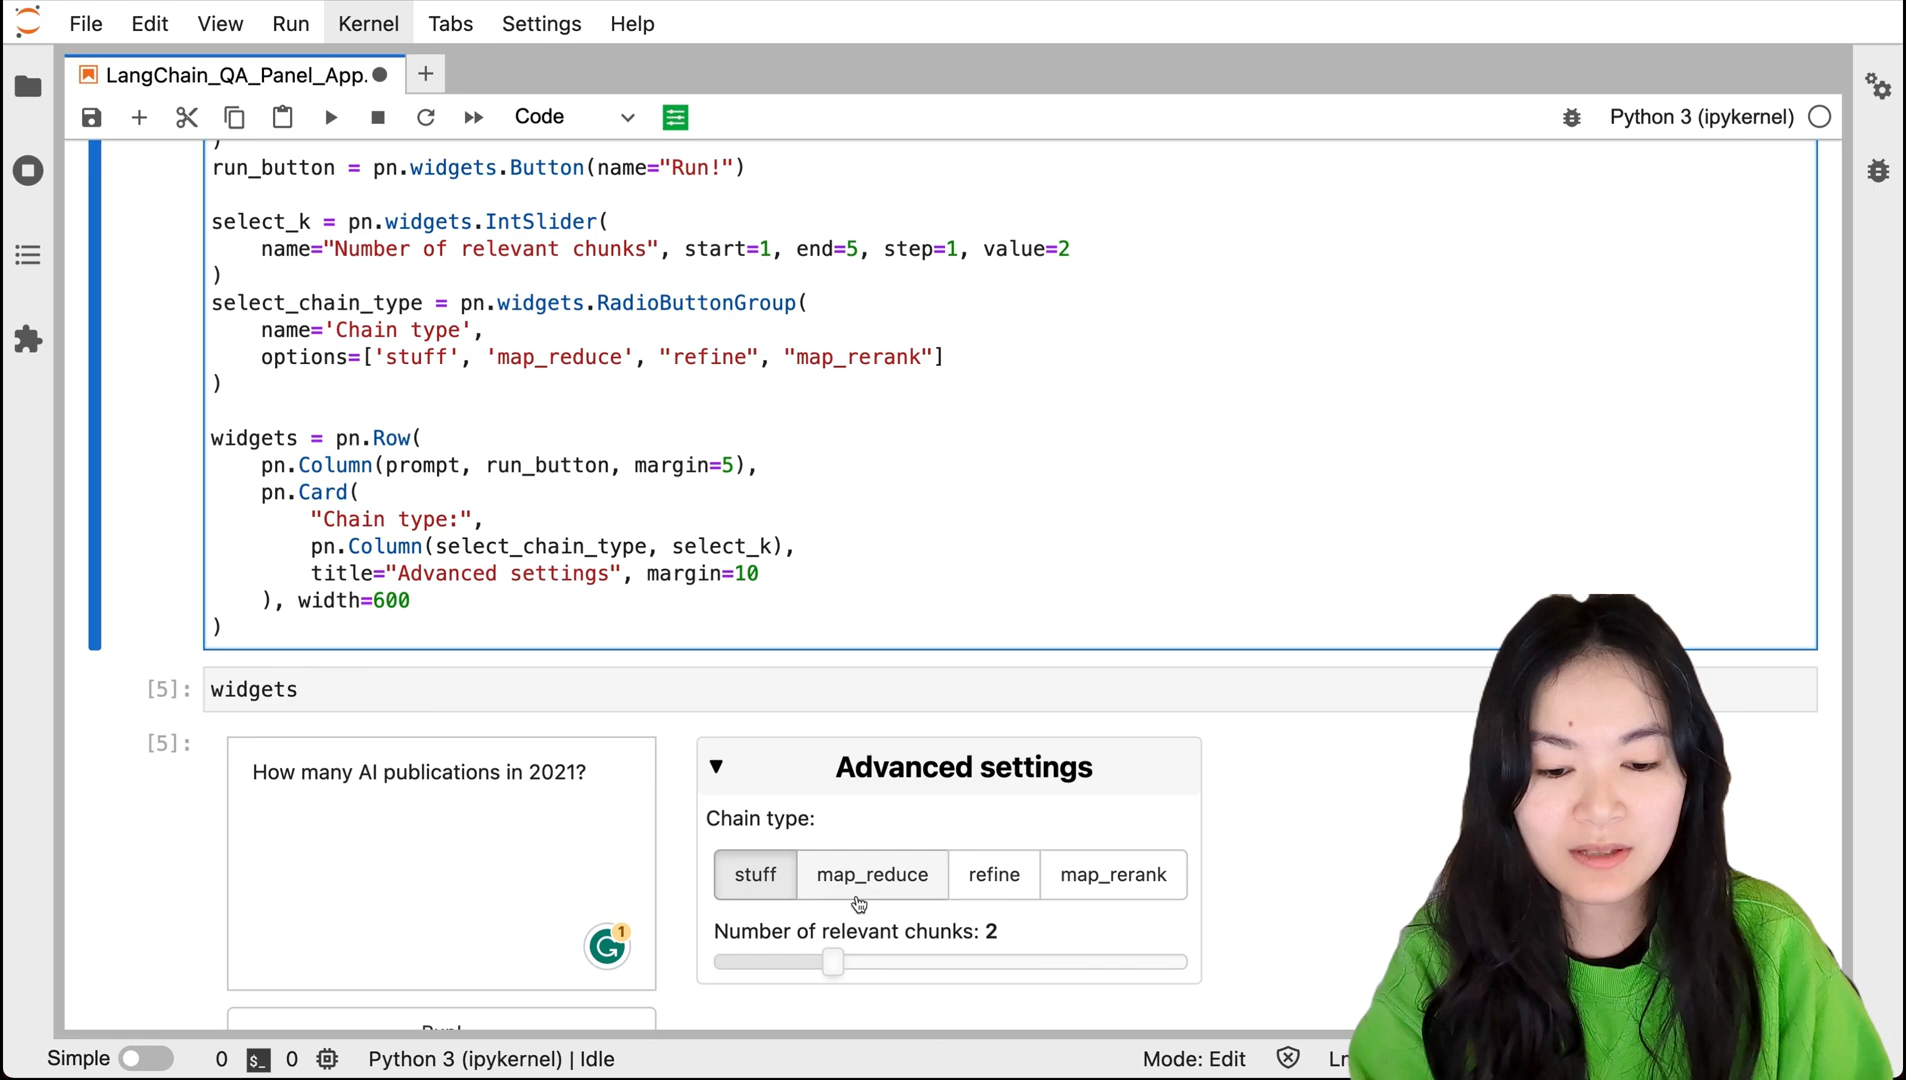 File Edit View Run Kernel Tabs Settings Help
LangChain_QA_Panel_App.
Code
Python 3 (ipykernel)
)
run_button = pn.widgets.Button(name="Run!")
select_k = pn.widgets.IntSlider(
name="Number of relevant chunks", start=1, end=5, step=1, value=2
)
select_chain_type = pn.widgets.RadioButtonGroup(
name='Chain type',
options=['stuff', 'map_reduce', "refine", "map_rerank"]
)
widgets = pn.Row(
pn.Column(prompt, run_button, margin=5),
pn.Card(
"Chain type:",
pn.Column(select_chain_type, select_k),
title="Advanced settings", margin=10
), width=600
)
[5]: widgets
[5]:
How many AI publications in 2021?
1
Advanced settings
Chain type:
stuff map_reduce refine map_rerank
Number of relevant chunks: 2
Run!
Simple 0 $_ 0 Python 3 (ipykernel) | Idle Mode: Edit Ln